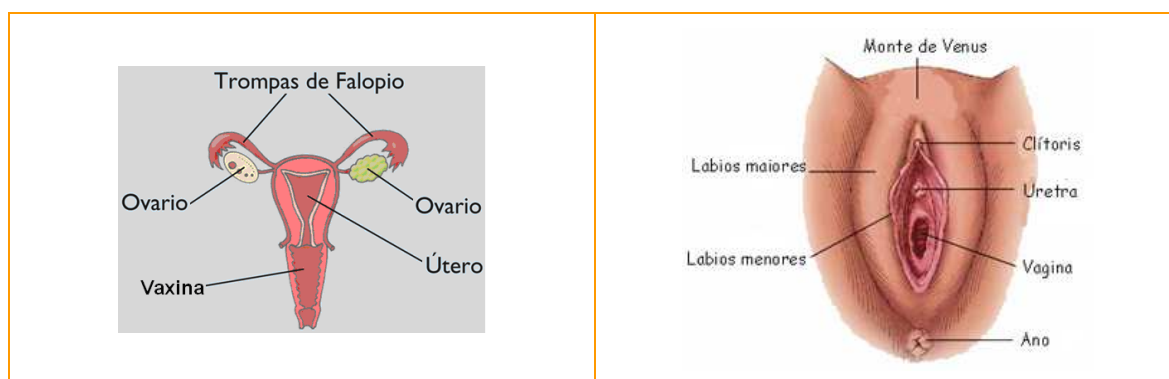 Trompas de Falopio
Ovario
Ovario
Útero
Vaxina
Monte de Venus
Clítoris
Labios maiores
Uretra
Labios menores
Vagina
Ano